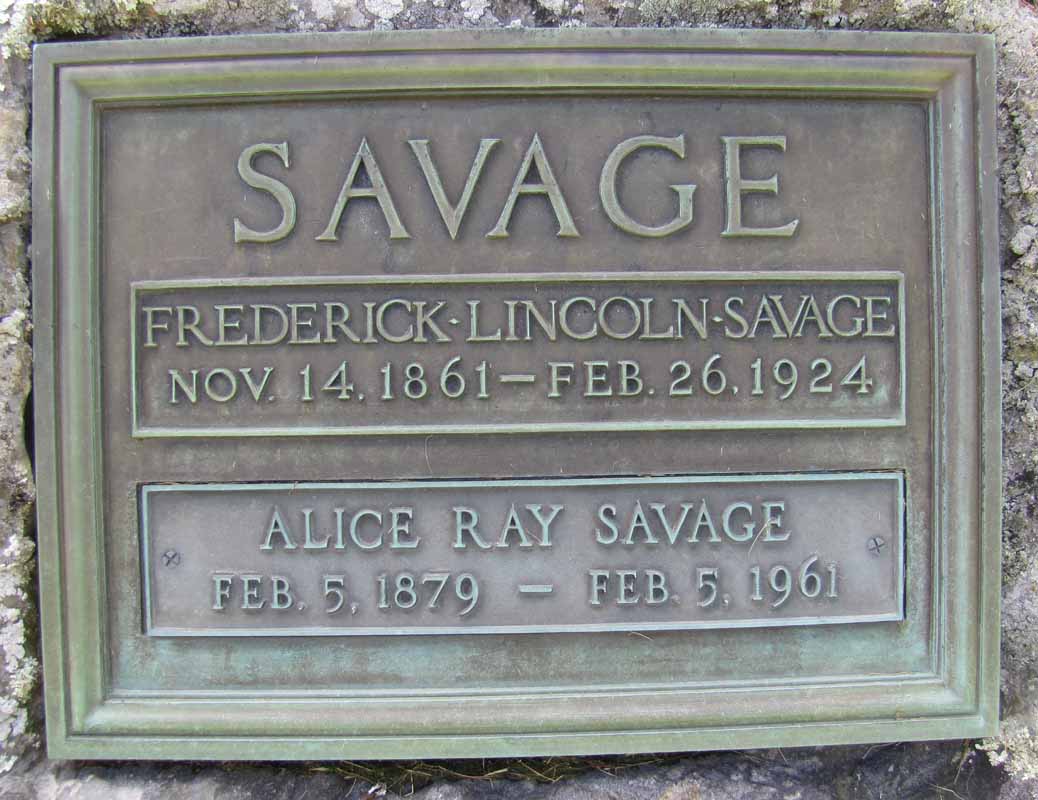 SAVAGE
FREDERICK·LINCOLN·SAVAGE
NOV. 14, 1861 – FEB. 26, 1924
ALICE RAY SAVAGE
FEB. 5, 1879 – FEB. 5, 1961